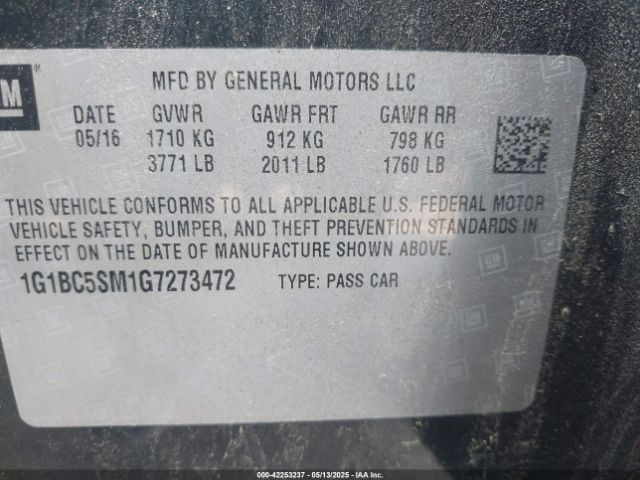 GM ®
MFD BY GENERAL MOTORS LLC
DATE GVWR GAWR FRT GAWR RR
05/16 1710 KG 912 KG 798 KG
3771 LB 2011 LB 1760 LB
THIS VEHICLE CONFORMS TO ALL APPLICABLE U.S. FEDERAL MOTOR
VEHICLE SAFETY, BUMPER, AND THEFT PREVENTION STANDARDS IN
EFFECT ON THE DATE OF MANUFACTURE SHOWN ABOVE.
1G1BC5SM1G7273472 TYPE: PASS CAR
000-42253237 - 05/13/2025 - IAA Inc.